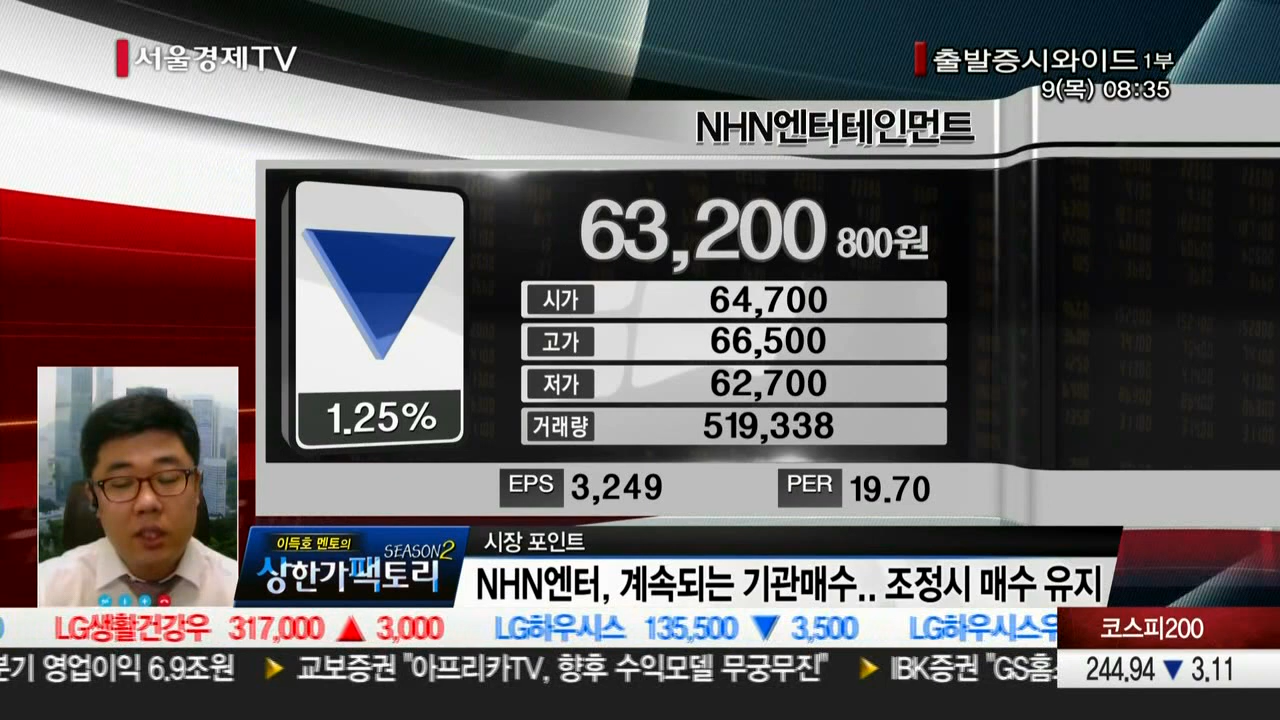 서울경제TV
출발증시와이드 1부
9(목) 08:35
NHN엔터테인먼트
63,200 800원
1.25%
시가 64,700
고가 66,500
저가 62,700
거래량 519,338
EPS 3,249 PER 19.70
이득호 멘토의
SEASON2
상한가팩토리
시장 포인트
NHN엔터, 계속되는 기관매수.. 조정시 매수 유지
LG생활건강우 317,000 ▲ 3,000 LG하우시스 135,500 ▼ 3,500 LG하우시스우
코스피200
244.94 ▼ 3.11
분기 영업이익 6.9조원 ▶ 교보증권 "아프리카TV, 향후 수익모델 무궁무진" ▶ IBK증권 "GS홈